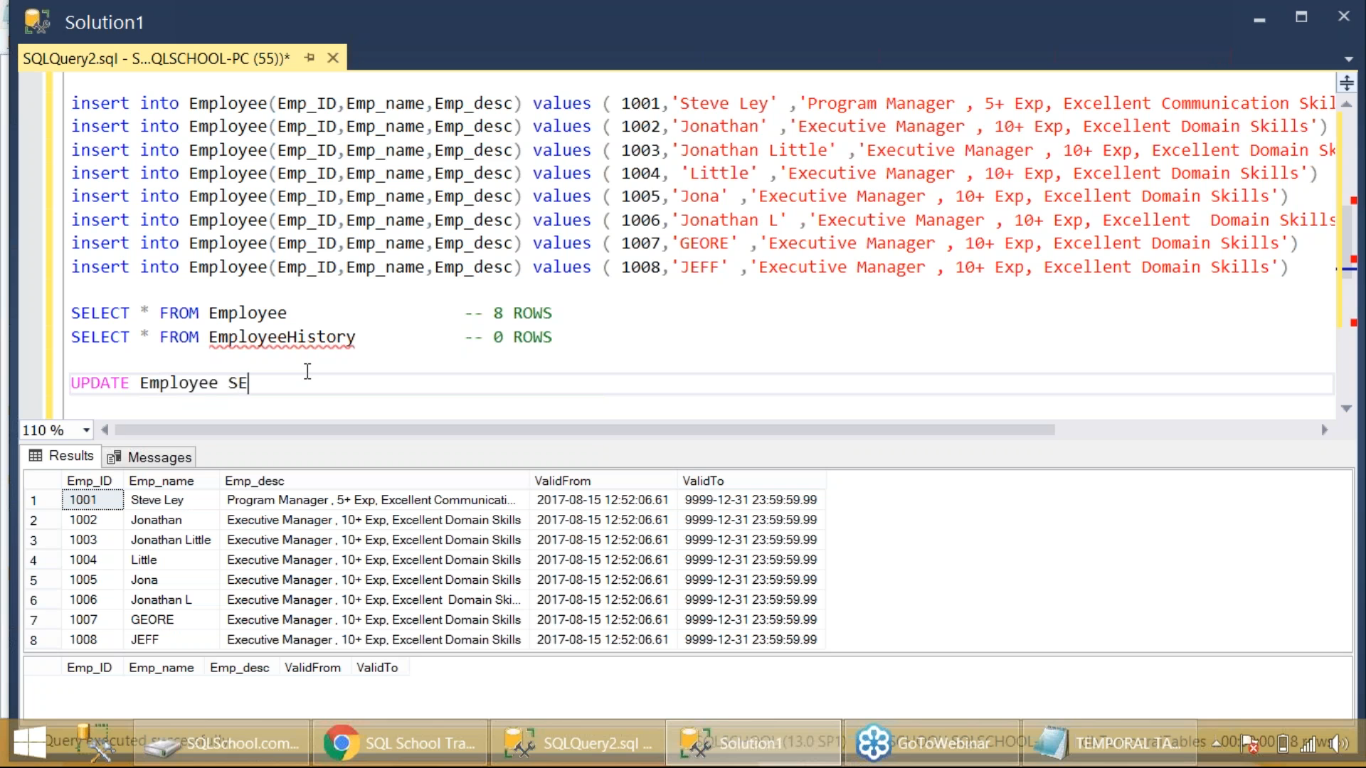 Solution1
SQLQuery2.sql - S...QLSCHOOL-PC (55))*
insert into Employee(Emp_ID,Emp_name,Emp_desc) values ( 1001,'Steve Ley' ,'Program Manager , 5+ Exp, Excellent Communication Skil
insert into Employee(Emp_ID,Emp_name,Emp_desc) values ( 1002,'Jonathan' ,'Executive Manager , 10+ Exp, Excellent Domain Skills')
insert into Employee(Emp_ID,Emp_name,Emp_desc) values ( 1003,'Jonathan Little' ,'Executive Manager , 10+ Exp, Excellent Domain Sk
insert into Employee(Emp_ID,Emp_name,Emp_desc) values ( 1004, 'Little' ,'Executive Manager , 10+ Exp, Excellent Domain Skills')
insert into Employee(Emp_ID,Emp_name,Emp_desc) values ( 1005,'Jona' ,'Executive Manager , 10+ Exp, Excellent Domain Skills')
insert into Employee(Emp_ID,Emp_name,Emp_desc) values ( 1006,'Jonathan L' ,'Executive Manager , 10+ Exp, Excellent  Domain Skills
insert into Employee(Emp_ID,Emp_name,Emp_desc) values ( 1007,'GEORE' ,'Executive Manager , 10+ Exp, Excellent Domain Skills')
insert into Employee(Emp_ID,Emp_name,Emp_desc) values ( 1008,'JEFF' ,'Executive Manager , 10+ Exp, Excellent Domain Skills')
SELECT * FROM Employee -- 8 ROWS
SELECT * FROM EmployeeHistory -- 0 ROWS
UPDATE Employee SE
110 %
Results Messages
Emp_ID Emp_name Emp_desc ValidFrom ValidTo
1 1001 Steve Ley Program Manager , 5+ Exp, Excellent Communicati... 2017-08-15 12:52:06.61 9999-12-31 23:59:59.99
2 1002 Jonathan Executive Manager , 10+ Exp, Excellent Domain Skills 2017-08-15 12:52:06.61 9999-12-31 23:59:59.99
3 1003 Jonathan Little Executive Manager , 10+ Exp, Excellent Domain Skills 2017-08-15 12:52:06.61 9999-12-31 23:59:59.99
4 1004 Little Executive Manager , 10+ Exp, Excellent Domain Skills 2017-08-15 12:52:06.61 9999-12-31 23:59:59.99
5 1005 Jona Executive Manager , 10+ Exp, Excellent Domain Skills 2017-08-15 12:52:06.61 9999-12-31 23:59:59.99
6 1006 Jonathan L Executive Manager , 10+ Exp, Excellent  Domain Ski... 2017-08-15 12:52:06.61 9999-12-31 23:59:59.99
7 1007 GEORE Executive Manager , 10+ Exp, Excellent Domain Skills 2017-08-15 12:52:06.61 9999-12-31 23:59:59.99
8 1008 JEFF Executive Manager , 10+ Exp, Excellent Domain Skills 2017-08-15 12:52:06.61 9999-12-31 23:59:59.99
Emp_ID Emp_name Emp_desc ValidFrom ValidTo
SQLSchool.com... SQL School Tra... SQLQuery2.sql ... Solution1 GoToWebinar TEMPORAL TA...
Query executed